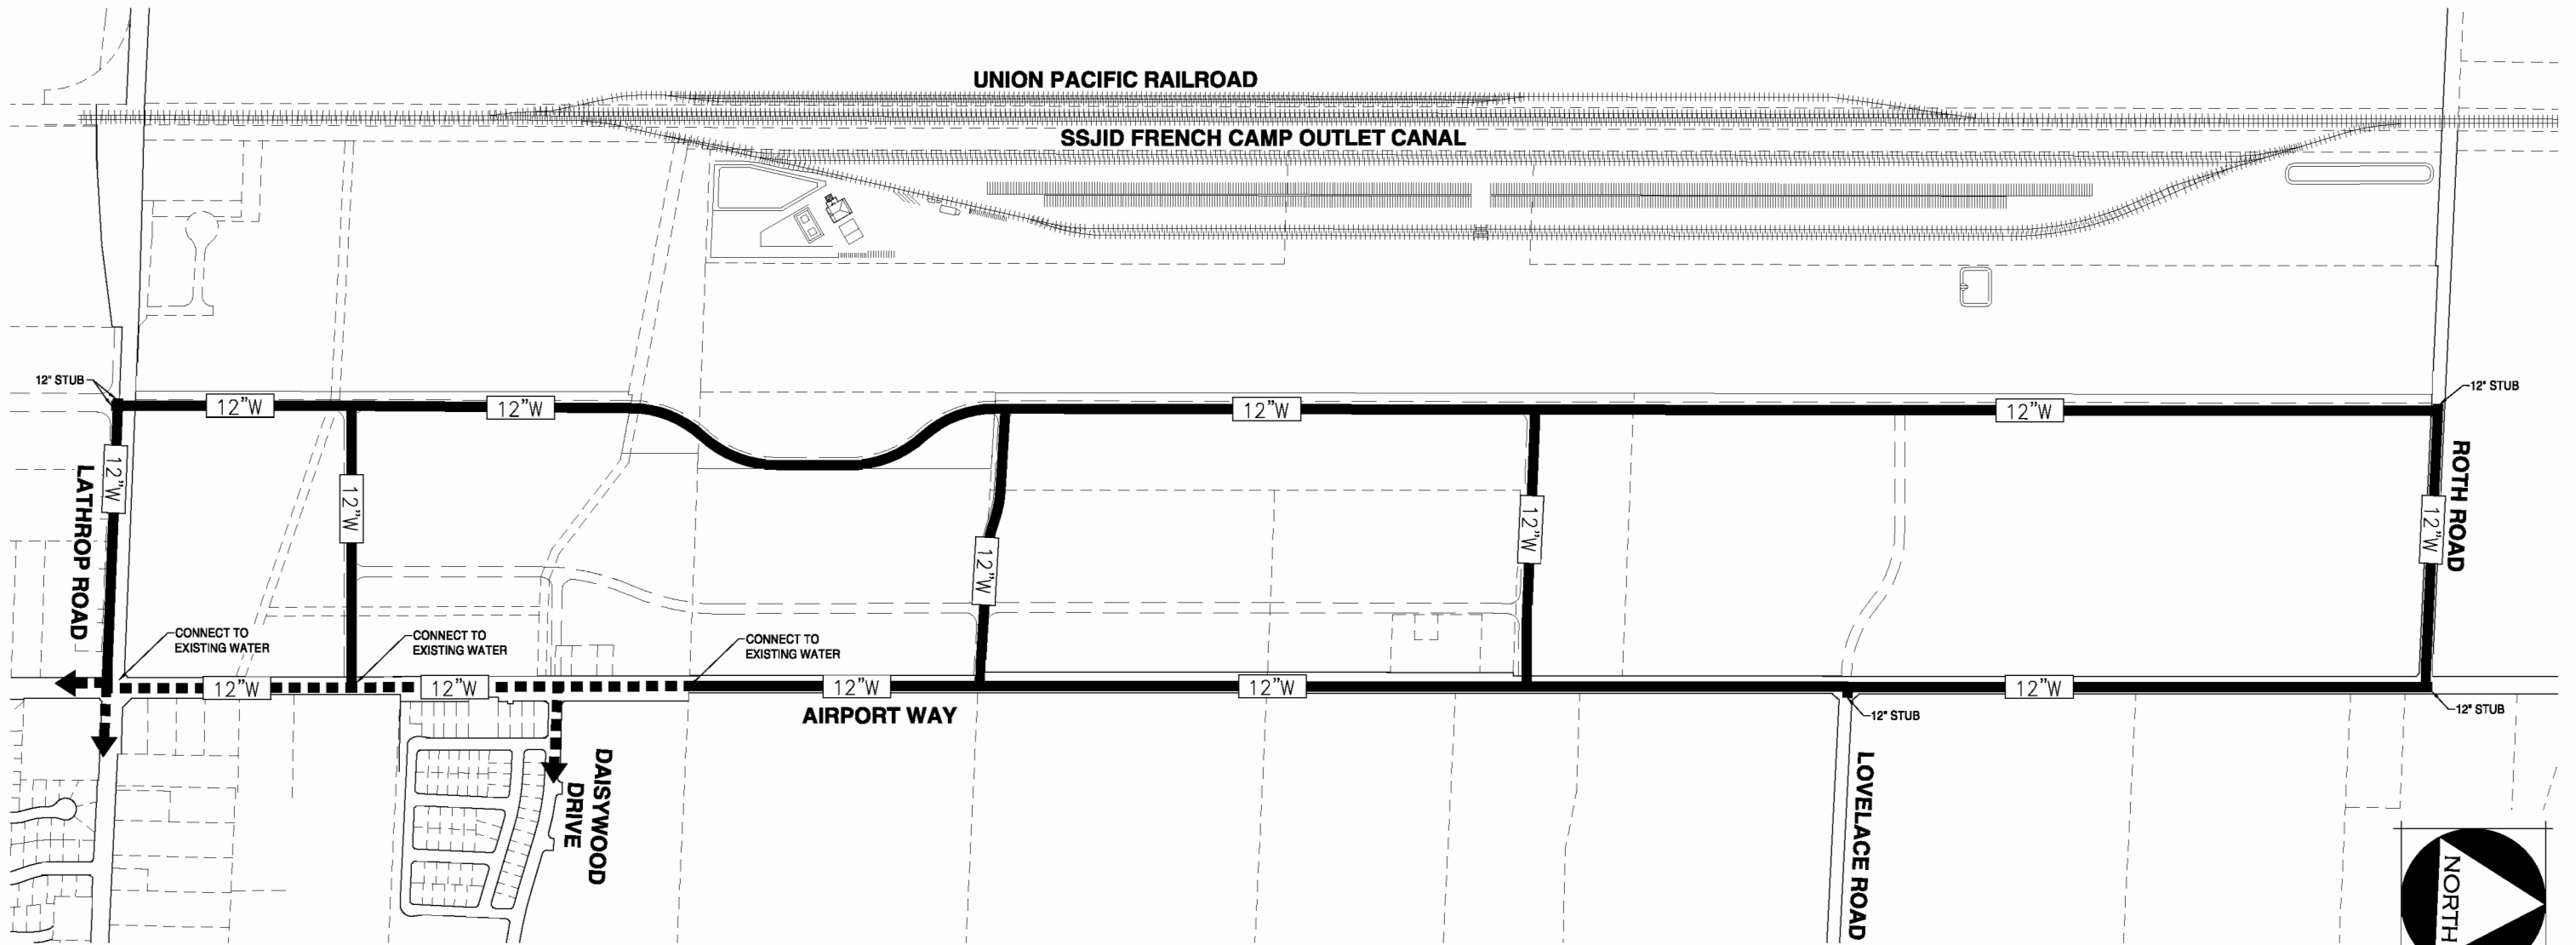 UNION PACIFIC RAILROAD
SSJID FRENCH CAMP OUTLET CANAL
12" STUB
12"W
12"W
12"W
12"W
12" STUB
LATHROP ROAD
12"W
12"W
12"W
12"W
12"W
ROTH ROAD
CONNECT TO
EXISTING WATER
CONNECT TO
EXISTING WATER
CONNECT TO
EXISTING WATER
12"W
12"W
12"W
12"W
12"W
AIRPORT WAY
12" STUB
12" STUB
DAISYWOOD
DRIVE
LOVELACE ROAD
NORTH